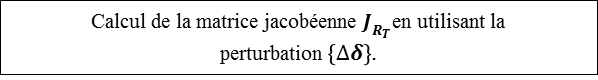 Calcul de la matrice jacobéenne J_{R_T} en utilisant la
perturbation {Δδ}.